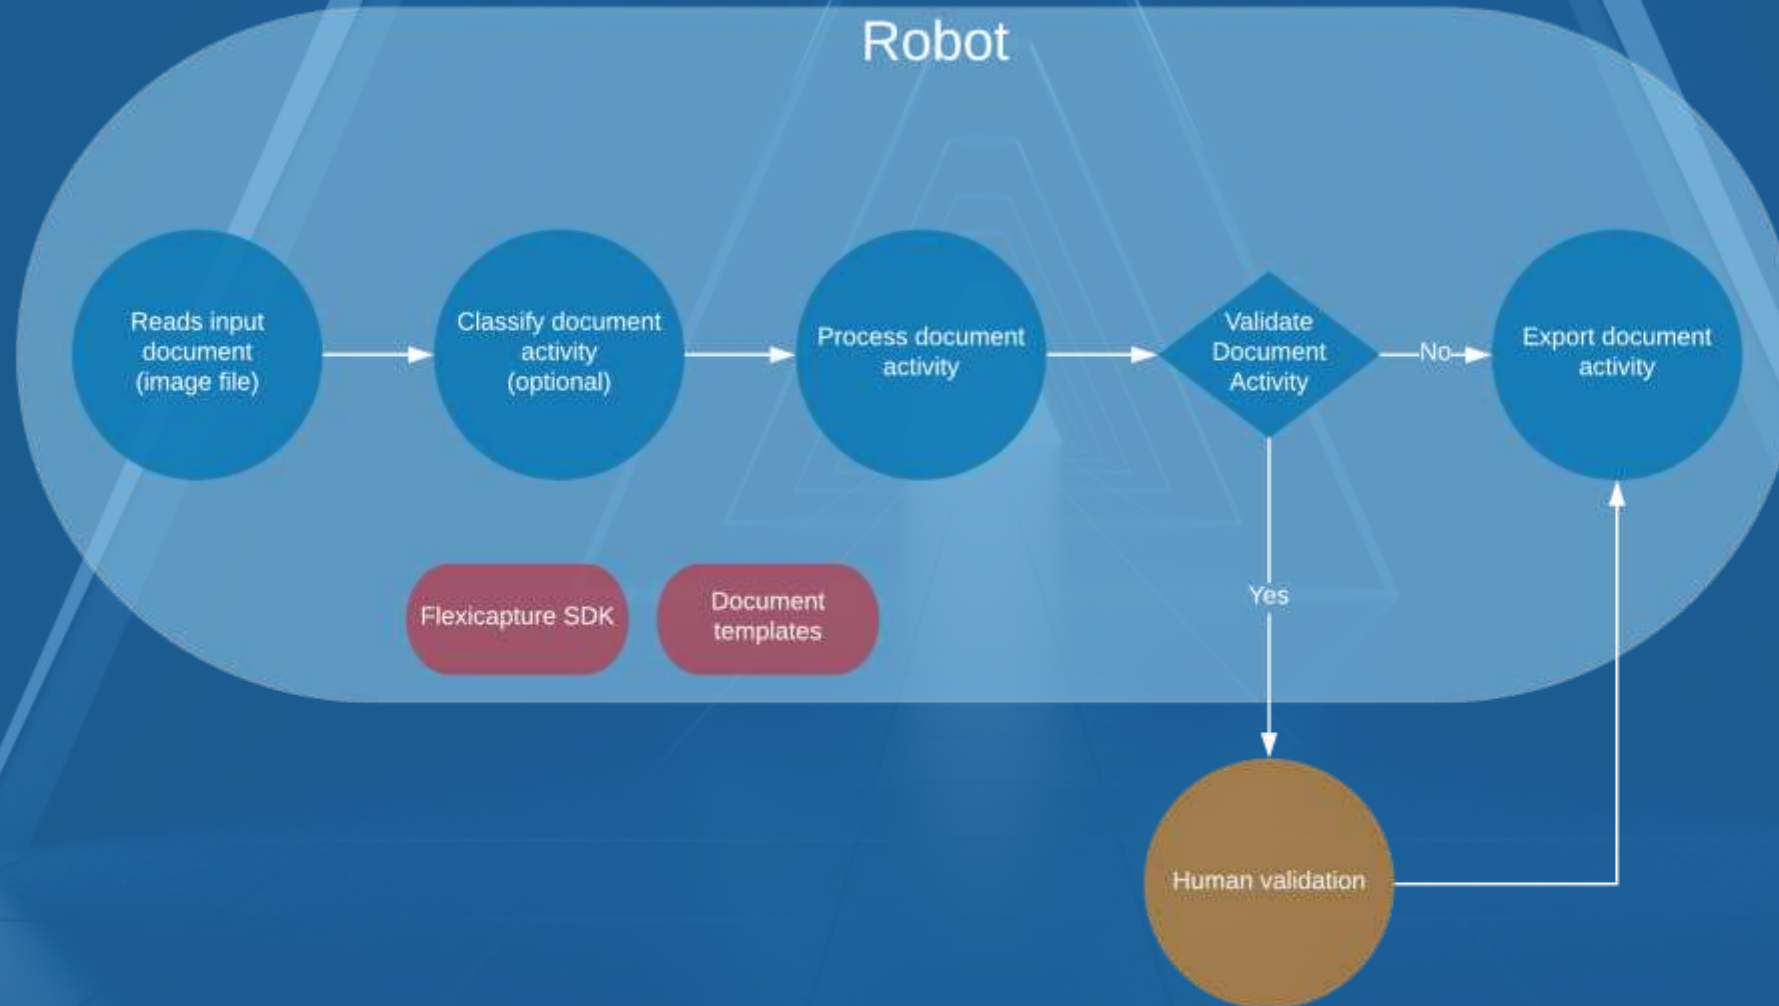 Robot
Reads input
document
(image file)
Classify document
activity
(optional)
Process document
activity
Validate
Document
Activity
No
Export document
activity
Flexicapture SDK
Document
templates
Yes
Human validation